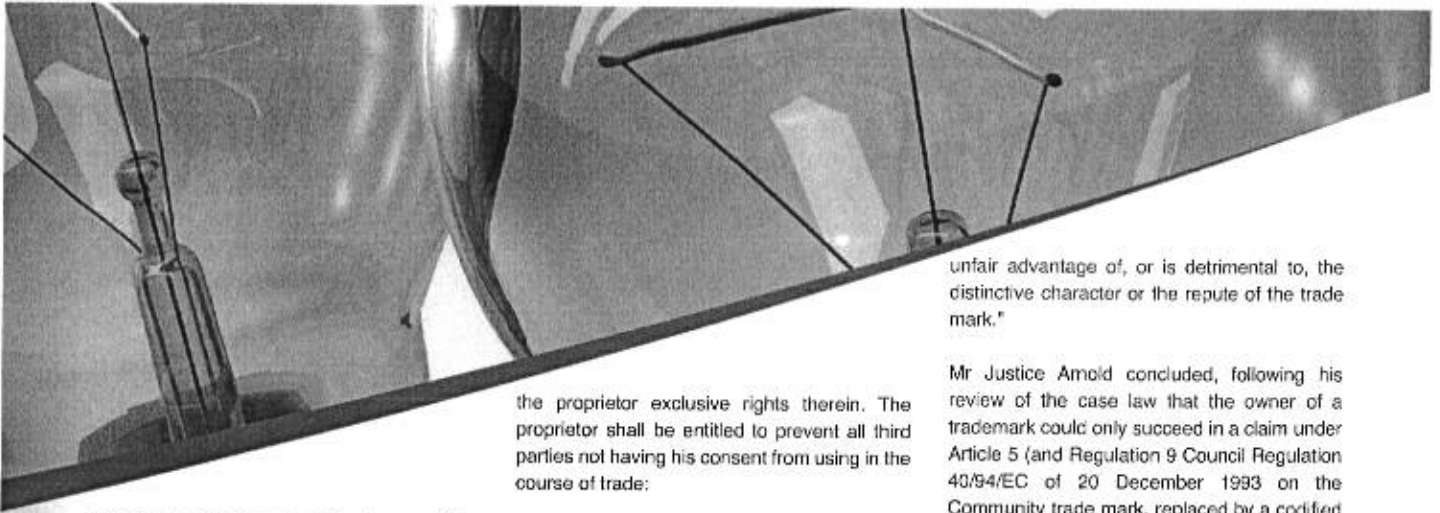 the proprietor exclusive rights therein. The
proprietor shall be entitled to prevent all third
parties not having his consent from using in the
course of trade:
unfair advantage of, or is detrimental to, the
distinctive character or the repute of the trade
mark."
Mr Justice Arnold concluded, following his
review of the case law that the owner of a
trademark could only succeed in a claim under
Article 5 (and Regulation 9 Council Regulation
40/94/EC of 20 December 1993 on the
Community trade mark, replaced by a codified